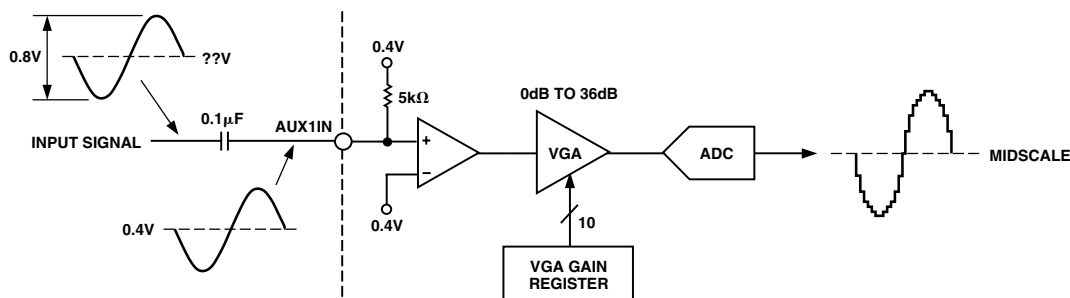 0.8V
??V
0.4V
5kΩ
0dB TO 36dB
0.1μF
AUX1IN
INPUT SIGNAL
+
VGA
ADC
MIDSCALE
–
0.4V
0.4V
10
VGA GAIN
REGISTER